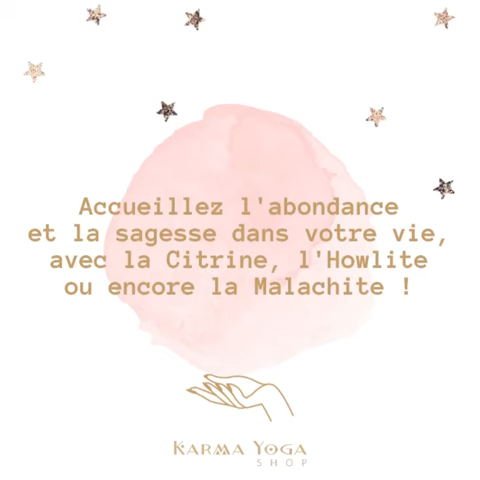 Accueillez l'abondance
et la sagesse dans votre vie,
avec la Citrine, l'Howlite
ou encore la Malachite !
KARMA YOGA
SHOP